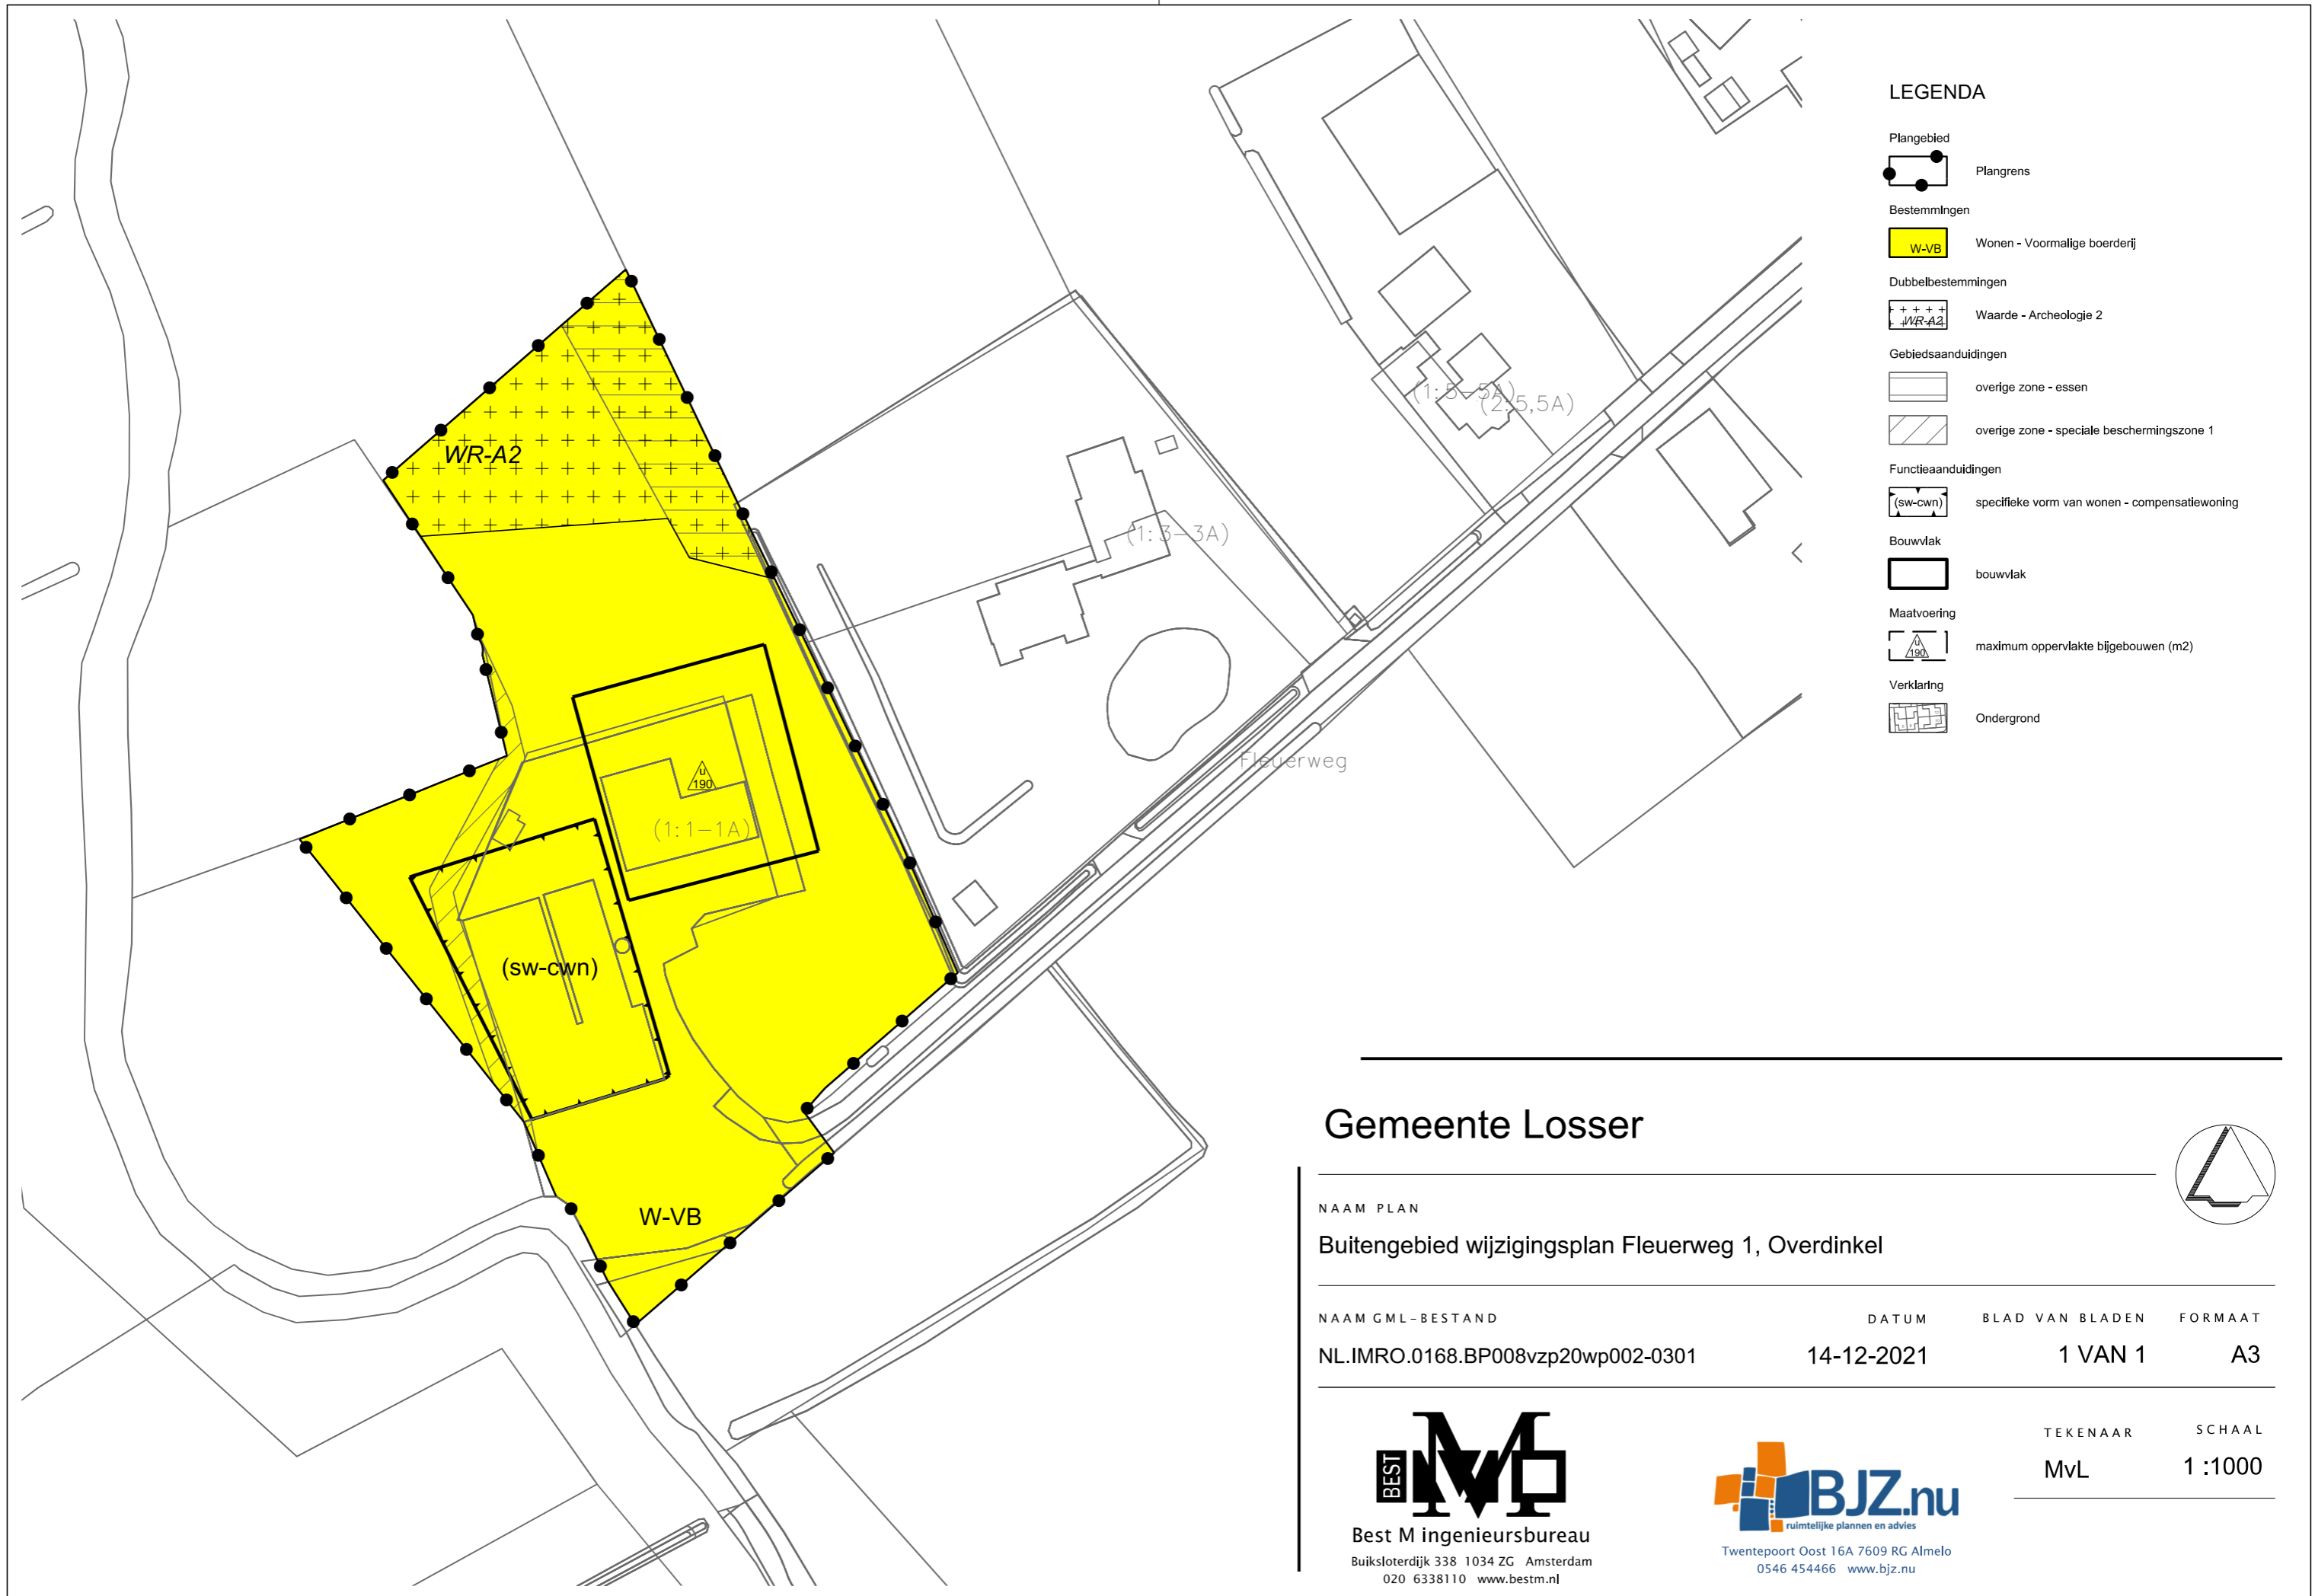 WR-A2
u
190
(1:1-1A)
(sw-cwn)
W-VB
(1:3-3A)
(1:5-5A)
(2:5,5A)
Fleuerweg
LEGENDA
Plangebied
Plangrens
Bestemmingen
W-VB Wonen - Voormalige boerderij
Dubbelbestemmingen
WR-A2 Waarde - Archeologie 2
Gebiedsaanduidingen
overige zone - essen
overige zone - speciale beschermingszone 1
Functieaanduidingen
(sw-cwn) specifieke vorm van wonen - compensatiewoning
Bouwvlak
bouwvlak
Maatvoering
u
190
maximum oppervlakte bijgebouwen (m2)
Verklaring
Ondergrond
Gemeente Losser
NAAM PLAN
Buitengebied wijzigingsplan Fleuerweg 1, Overdinkel
NAAM GML-BESTAND DATUM BLAD VAN BLADEN FORMAAT
NL.IMRO.0168.BP008vzp20wp002-0301 14-12-2021 1 VAN 1 A3
TEKENAAR SCHAAL
MvL 1 :1000
BEST M
Best M ingenieursbureau
Buiksloterdijk 338 1034 ZG Amsterdam
020 6338110 www.bestm.nl
BJZ.nu
ruimtelijke plannen en advies
Twentepoort Oost 16A 7609 RG Almelo
0546 454466 www.bjz.nu